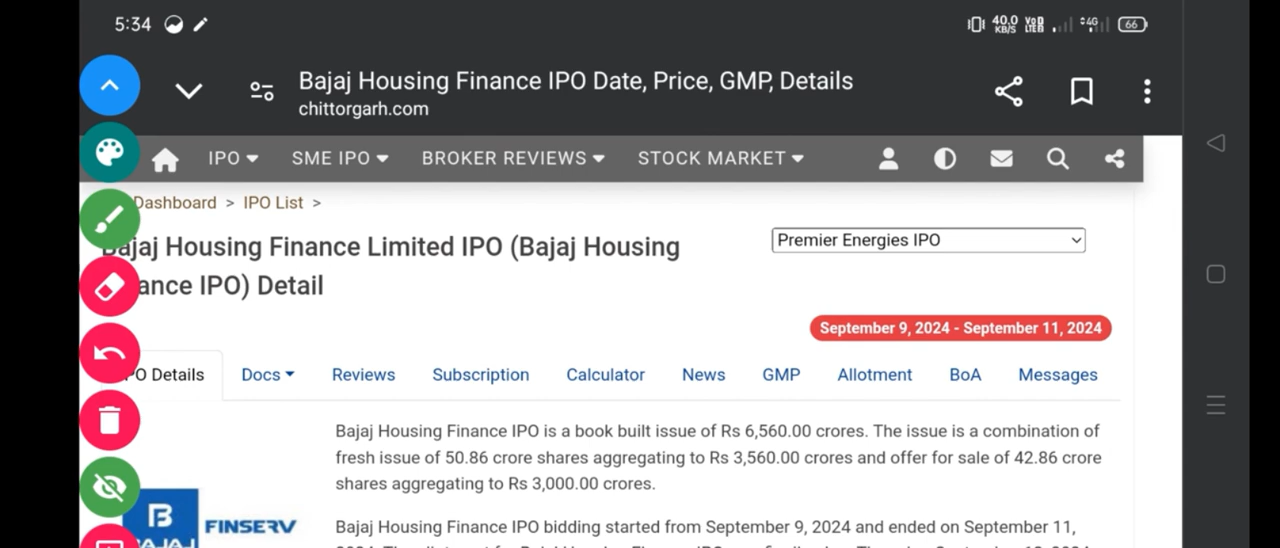 5:34 40.0 KB/S VoD LTE 4G 66
Bajaj Housing Finance IPO Date, Price, GMP, Details
chittorgarh.com
IPO SME IPO BROKER REVIEWS STOCK MARKET
Dashboard > IPO List >
Bajaj Housing Finance Limited IPO (Bajaj Housing
ance IPO) Detail
Premier Energies IPO
September 9, 2024 - September 11, 2024
PO Details Docs Reviews Subscription Calculator News GMP Allotment BoA Messages
Bajaj Housing Finance IPO is a book built issue of Rs 6,560.00 crores. The issue is a combination of
fresh issue of 50.86 crore shares aggregating to Rs 3,560.00 crores and offer for sale of 42.86 crore
shares aggregating to Rs 3,000.00 crores.
B FINSERV
Bajaj Housing Finance IPO bidding started from September 9, 2024 and ended on September 11,